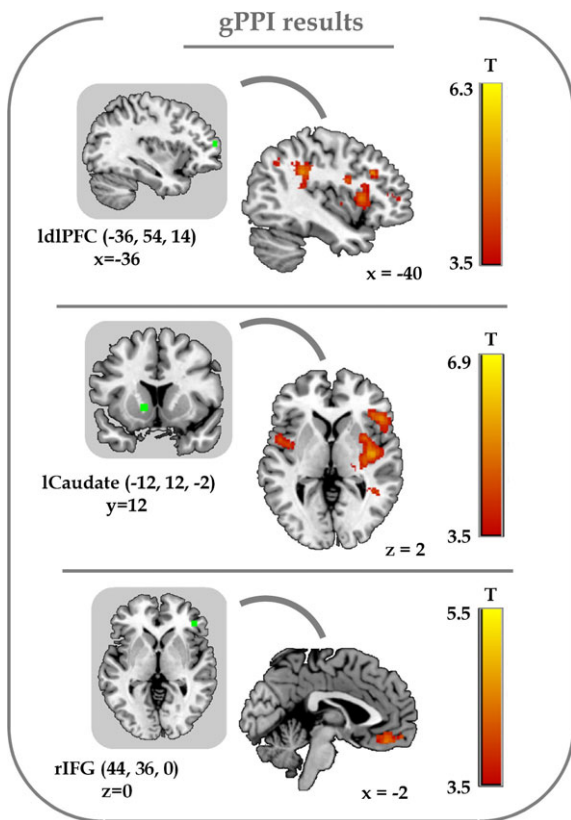 gPPI results
T
6.3
3.5
ldlPFC (-36, 54, 14)
x=-36
x = -40
T
6.9
3.5
lCaudate (-12, 12, -2)
y=12
z = 2
T
5.5
3.5
rIFG (44, 36, 0)
z=0
x = -2